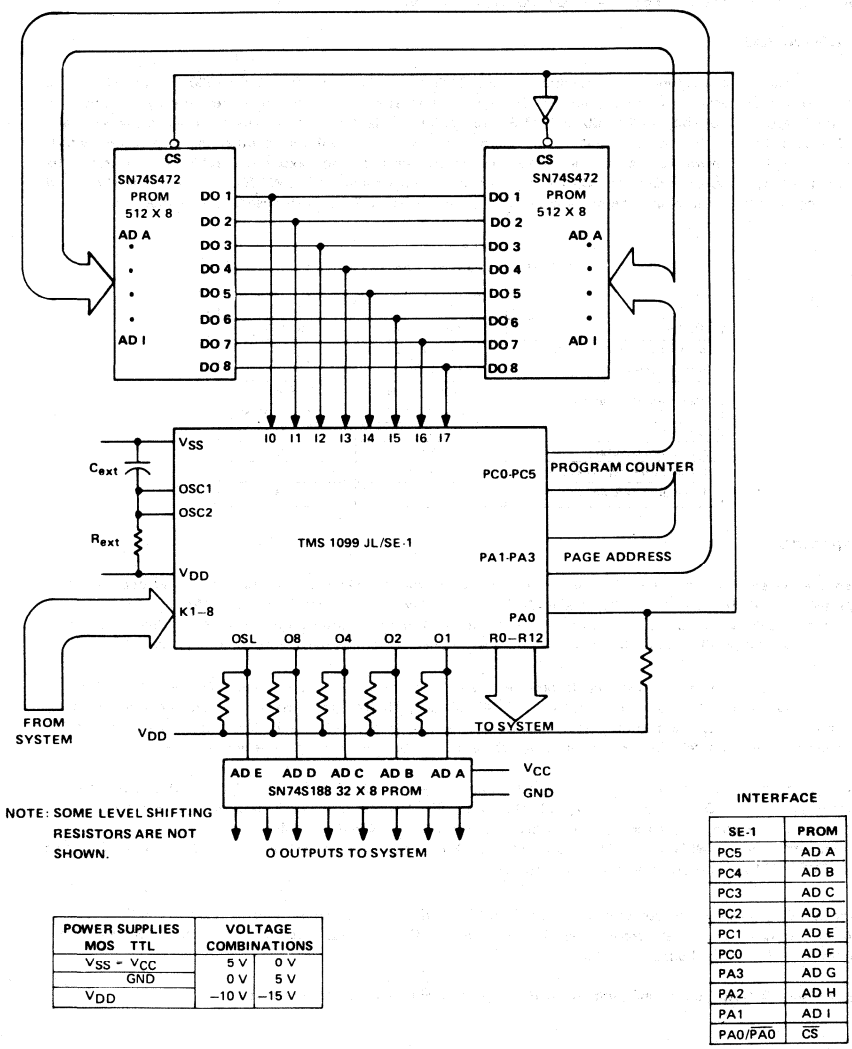 CS
SN74S472
PROM
512 X 8
AD A
AD I
DO 1
DO 2
DO 3
DO 4
DO 5
DO 6
DO 7
DO 8
CS
SN74S472
PROM
512 X 8
AD A
AD I
DO 1
DO 2
DO 3
DO 4
DO 5
DO 6
DO 7
DO 8
I0 I1 I2 I3 I4 I5 I6 I7
VSS
Cext
OSC1
OSC2
Rext
VDD
K1–8
TMS 1099 JL/SE-1
PC0-PC5
PROGRAM COUNTER
PA1-PA3
PAGE ADDRESS
PA0
OSL O8 O4 O2 O1 R0–R12
FROM
SYSTEM
VDD
TO SYSTEM
AD E AD D AD C AD B AD A
SN74S188 32 X 8 PROM
VCC
GND
O OUTPUTS TO SYSTEM
NOTE: SOME LEVEL SHIFTING
RESISTORS ARE NOT
SHOWN.
POWER SUPPLIES VOLTAGE
MOS TTL COMBINATIONS
VSS - VCC 5 V 0 V
GND 0 V 5 V
VDD –10 V –15 V
INTERFACE
SE-1 PROM
PC5 AD A
PC4 AD B
PC3 AD C
PC2 AD D
PC1 AD E
PC0 AD F
PA3 AD G
PA2 AD H
PA1 AD I
PA0/P̅A̅0̅ C̅S̅